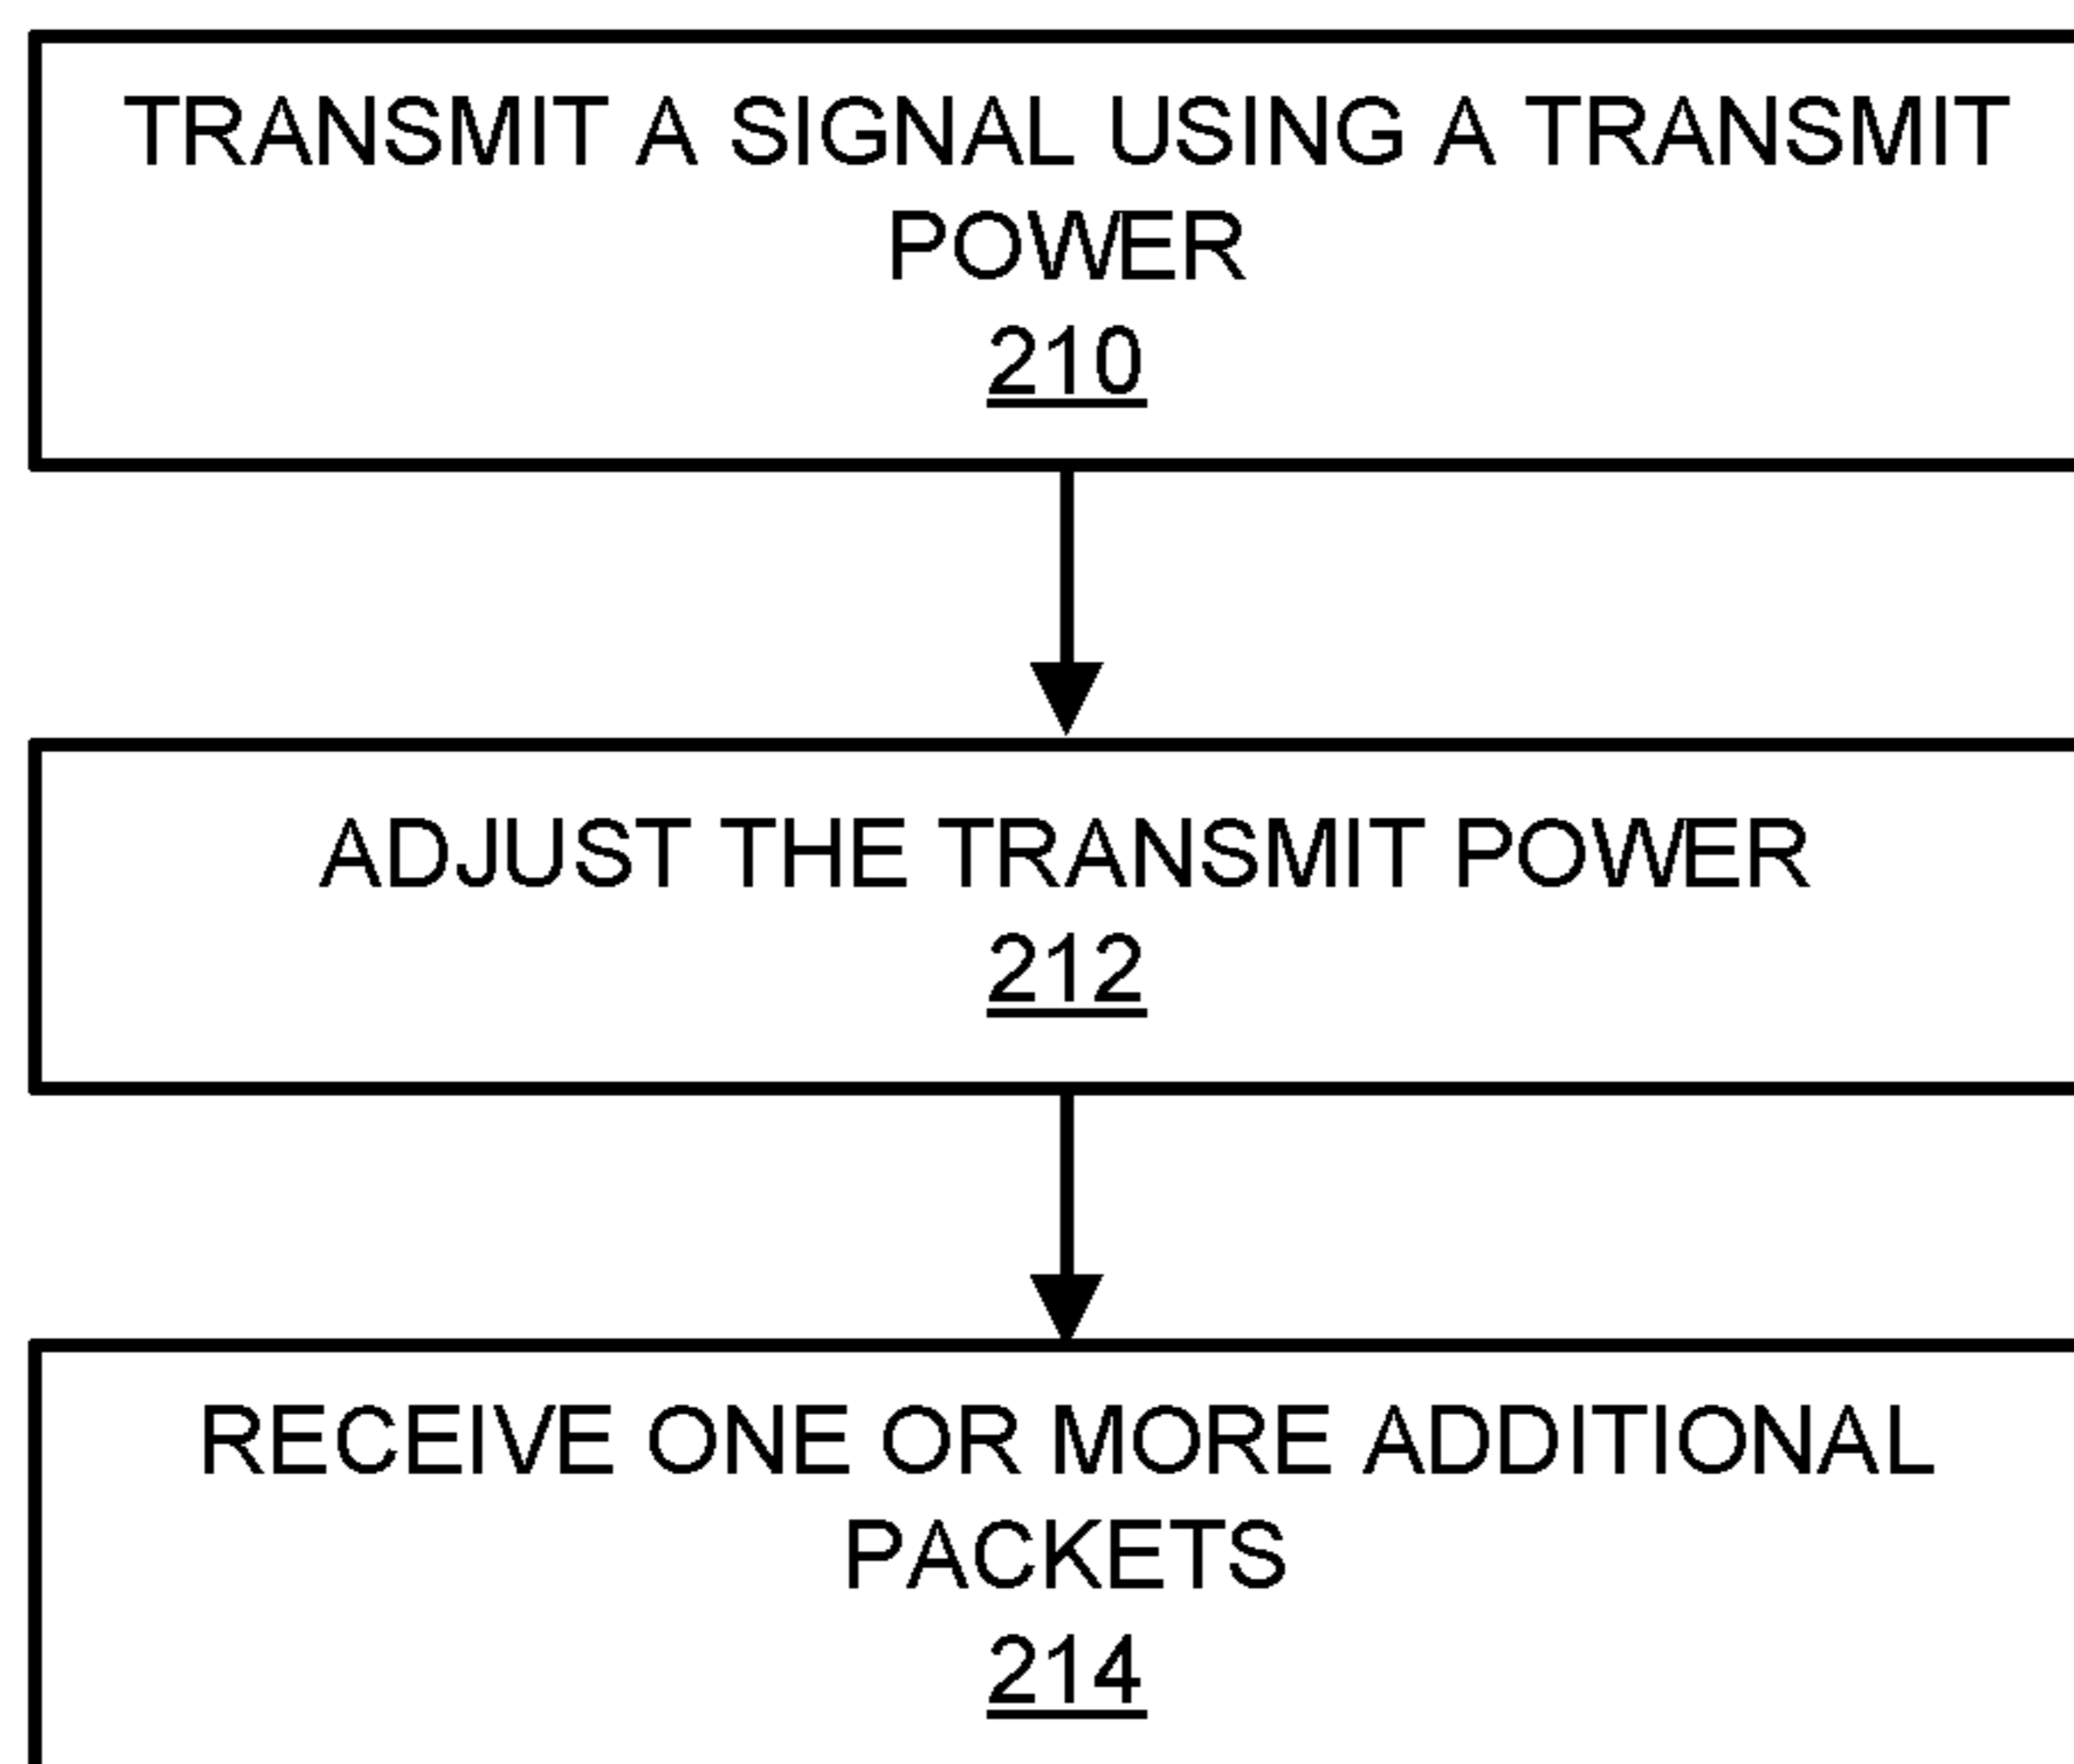 TRANSMIT A SIGNAL USING A TRANSMIT
POWER
210
ADJUST THE TRANSMIT POWER
212
RECEIVE ONE OR MORE ADDITIONAL
PACKETS
214